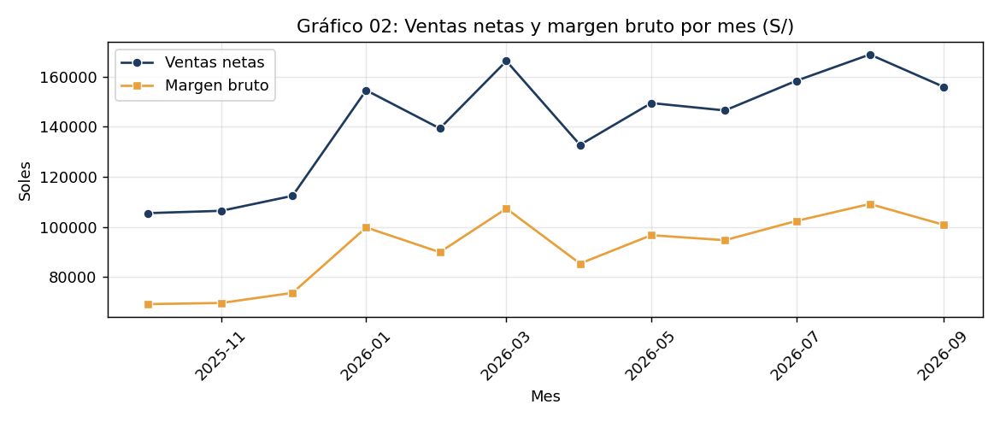 Gráfico 02: Ventas netas y margen bruto por mes (S/)
Ventas netas
Margen bruto
160000
140000
120000
100000
80000
Soles
2025-11
2026-01
2026-03
2026-05
2026-07
2026-09
Mes